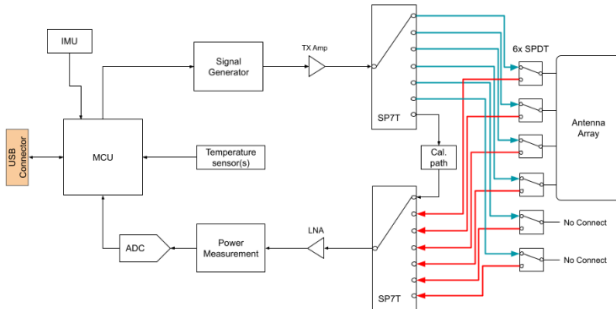 IMU
TX Amp
6x SPDT
Signal
Generator
SP7T
Antenna
Array
USB
Connector
MCU
Temperature
sensor(s)
Cal.
path
LNA
ADC
Power
Measurement
No Connect
No Connect
SP7T